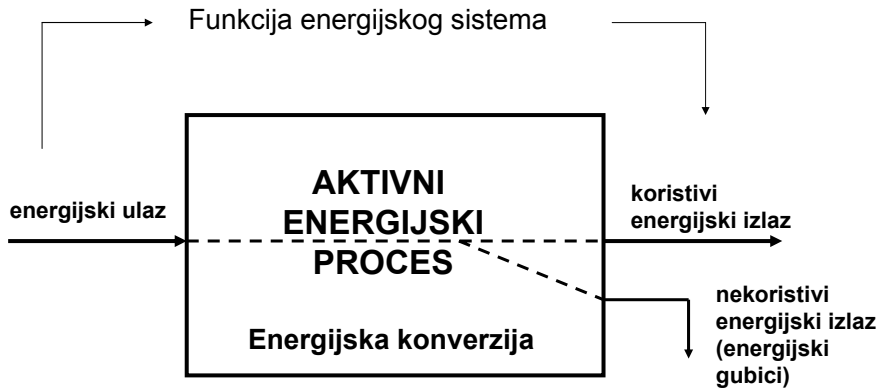 Funkcija energijskog sistema
energijski ulaz
AKTIVNI
ENERGIJSKI
PROCES
Energijska konverzija
koristivi
energijski izlaz
nekoristivi
energijski izlaz
(energijski
gubici)